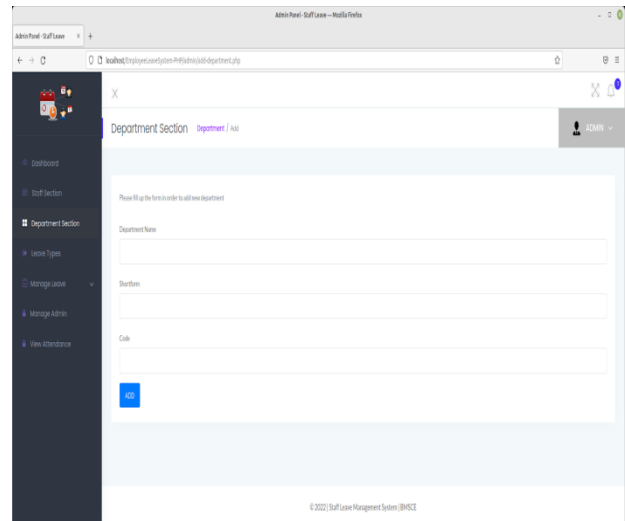 Admin Panel - Staff Leave — Mozilla Firefox
Admin Panel - Staff Leave
localhost/EmployeeLeaveSystem-PHP/admin/add-department.php
Department Section
Department / Add
ADMIN
Dashboard
Staff Section
Department Section
Leave Types
Manage Leave
Manage Admin
View Attendance
Please fill up the form in order to add new department
Department Name
Shortform
Code
ADD
© 2022 | Staff Leave Management System | BMSCE